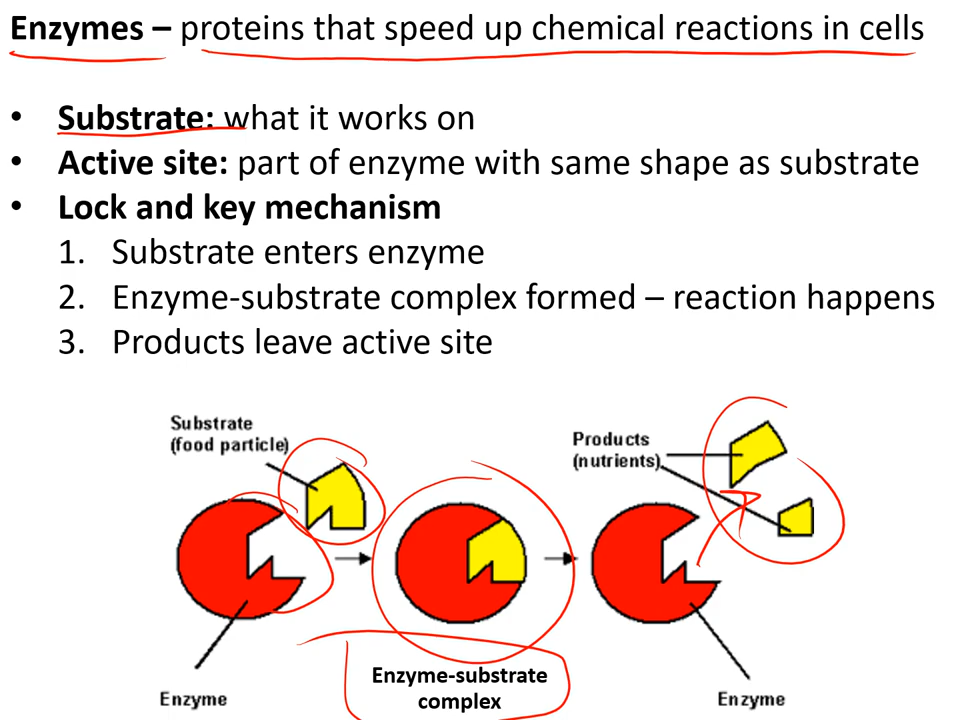 Enzymes – proteins that speed up chemical reactions in cells
• Substrate: what it works on
• Active site: part of enzyme with same shape as substrate
• Lock and key mechanism
1. Substrate enters enzyme
2. Enzyme-substrate complex formed – reaction happens
3. Products leave active site
Substrate
(food particle)
Products
(nutrients)
Enzyme
Enzyme-substrate
complex
Enzyme